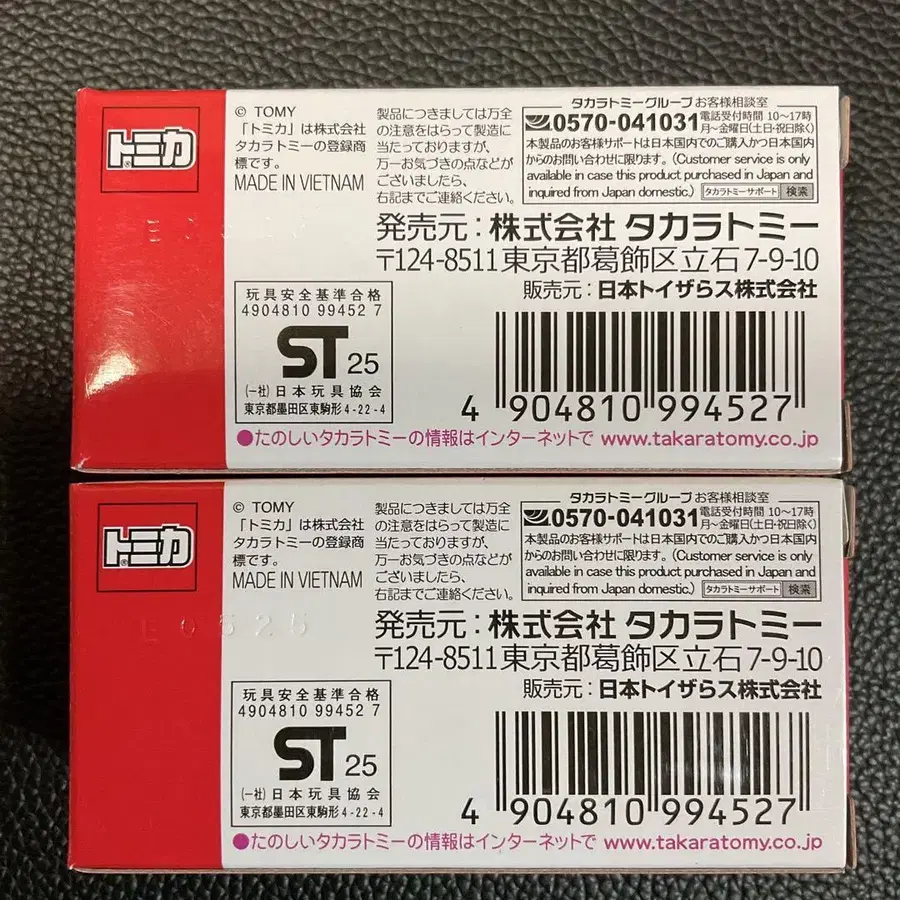 トミカ
© TOMY
「トミカ」は株式会社
タカラトミーの登録商
標です。
MADE IN VIETNAM
製品につきましては万全
の注意をはらって製造に
当たっておりますが、
万一お気づきの点などが
ございましたら、
右記までご連絡ください。
タカラトミーグループ お客様相談室
0570-041031 電話受付時間 10〜17時
月〜金曜日(土日・祝日除く)
本製品のお客様サポートは日本国内でのご購入かつ日本国内
からのお問い合わせに限ります。(Customer service is only
available in case this product purchased in Japan and
inquired from Japan domestic.) タカラトミーサポート 検索
発売元:株式会社 タカラトミー
〒124-8511 東京都葛飾区立石7-9-10
販売元:日本トイザらス株式会社
玩具安全基準合格
4904810 99452 7
ST 25
(一社)日本玩具協会
東京都墨田区東駒形4-22-4
4 904810 994527
●たのしいタカラトミーの情報はインターネットで www.takaratomy.co.jp
トミカ
© TOMY
「トミカ」は株式会社
タカラトミーの登録商
標です。
MADE IN VIETNAM
E0525
製品につきましては万全
の注意をはらって製造に
当たっておりますが、
万一お気づきの点などが
ございましたら、
右記までご連絡ください。
タカラトミーグループ お客様相談室
0570-041031 電話受付時間 10〜17時
月〜金曜日(土日・祝日除く)
本製品のお客様サポートは日本国内でのご購入かつ日本国内
からのお問い合わせに限ります。(Customer service is only
available in case this product purchased in Japan and
inquired from Japan domestic.) タカラトミーサポート 検索
発売元:株式会社 タカラトミー
〒124-8511 東京都葛飾区立石7-9-10
販売元:日本トイザらス株式会社
玩具安全基準合格
4904810 99452 7
ST 25
(一社)日本玩具協会
東京都墨田区東駒形4-22-4
4 904810 994527
●たのしいタカラトミーの情報はインターネットで www.takaratomy.co.jp